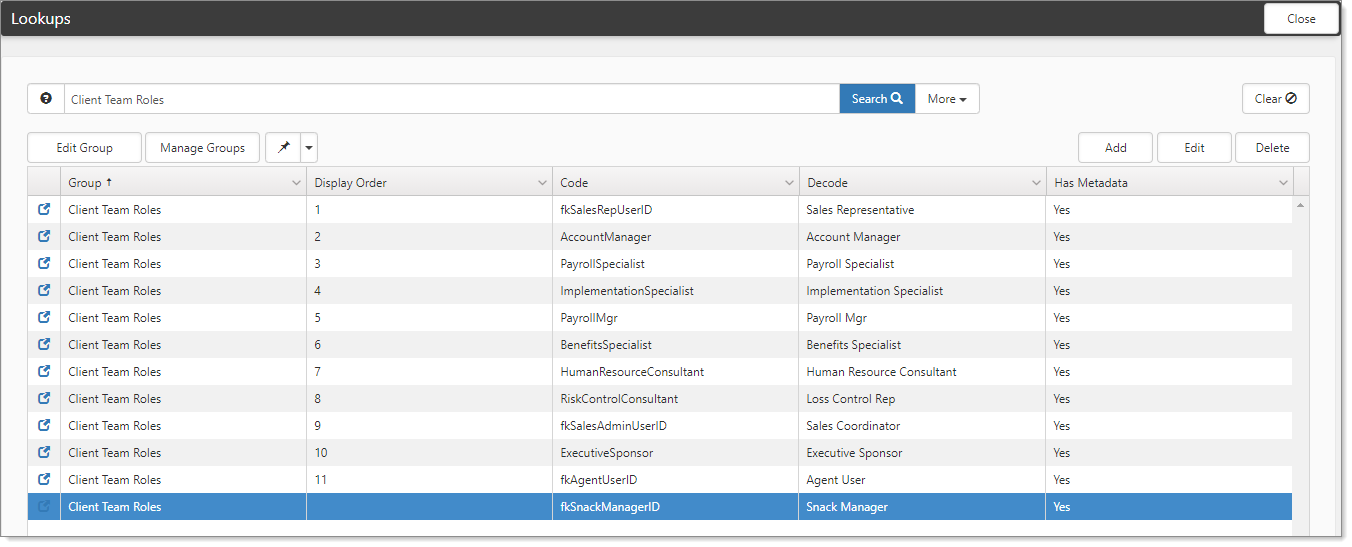 Lookups Close
Client Team Roles Search More Clear
Edit Group Manage Groups Add Edit Delete
Group Display Order Code Decode Has Metadata
Client Team Roles 1 fkSalesRepUserID Sales Representative Yes
Client Team Roles 2 AccountManager Account Manager Yes
Client Team Roles 3 PayrollSpecialist Payroll Specialist Yes
Client Team Roles 4 ImplementationSpecialist Implementation Specialist Yes
Client Team Roles 5 PayrollMgr Payroll Mgr Yes
Client Team Roles 6 BenefitsSpecialist Benefits Specialist Yes
Client Team Roles 7 HumanResourceConsultant Human Resource Consultant Yes
Client Team Roles 8 RiskControlConsultant Loss Control Rep Yes
Client Team Roles 9 fkSalesAdminUserID Sales Coordinator Yes
Client Team Roles 10 ExecutiveSponsor Executive Sponsor Yes
Client Team Roles 11 fkAgentUserID Agent User Yes
Client Team Roles fkSnackManagerID Snack Manager Yes